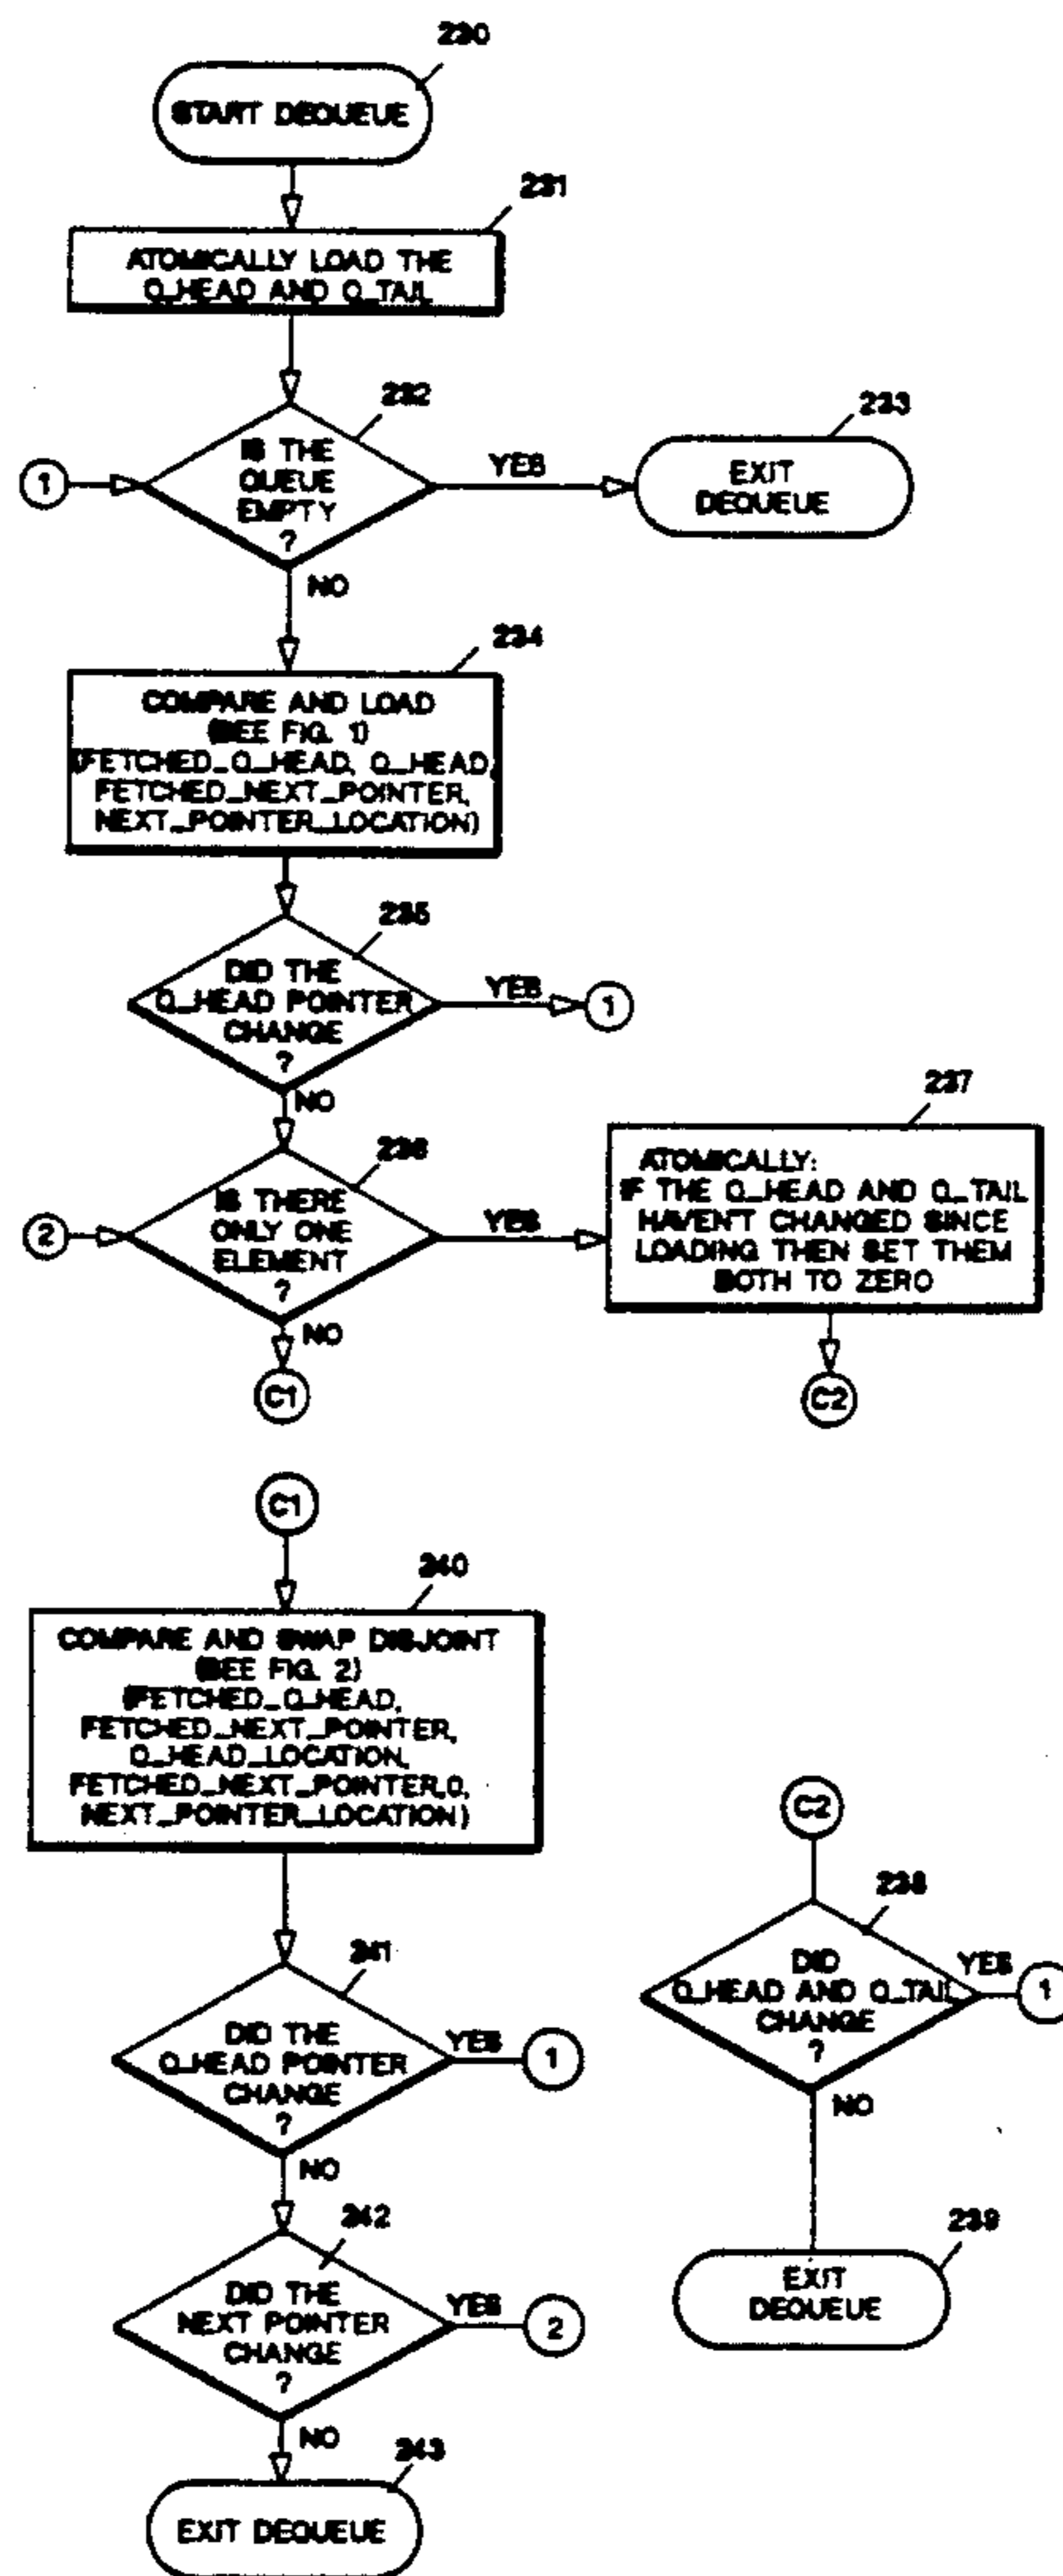 230
START DEQUEUE
231
ATOMICALLY LOAD THE
Q_HEAD AND Q_TAIL
232
IS THE
QUEUE
EMPTY
?
1
YES
233
EXIT
DEQUEUE
NO
234
COMPARE AND LOAD
(SEE FIG. 1)
(FETCHED_Q_HEAD, Q_HEAD,
FETCHED_NEXT_POINTER,
NEXT_POINTER_LOCATION)
235
DID THE
Q_HEAD POINTER
CHANGE
?
YES
1
NO
236
IS THERE
ONLY ONE
ELEMENT
?
2
YES
237
ATOMICALLY:
IF THE Q_HEAD AND Q_TAIL
HAVEN'T CHANGED SINCE
LOADING THEN SET THEM
BOTH TO ZERO
NO
C1
C2
C1
240
COMPARE AND SWAP DISJOINT
(SEE FIG. 2)
(FETCHED_Q_HEAD,
FETCHED_NEXT_POINTER,
Q_HEAD_LOCATION,
FETCHED_NEXT_POINTER,0,
NEXT_POINTER_LOCATION)
C2
238
DID
Q_HEAD AND Q_TAIL
CHANGE
?
YES
1
NO
239
EXIT
DEQUEUE
241
DID THE
Q_HEAD POINTER
CHANGE
?
YES
1
NO
242
DID THE
NEXT POINTER
CHANGE
?
YES
2
NO
243
EXIT DEQUEUE